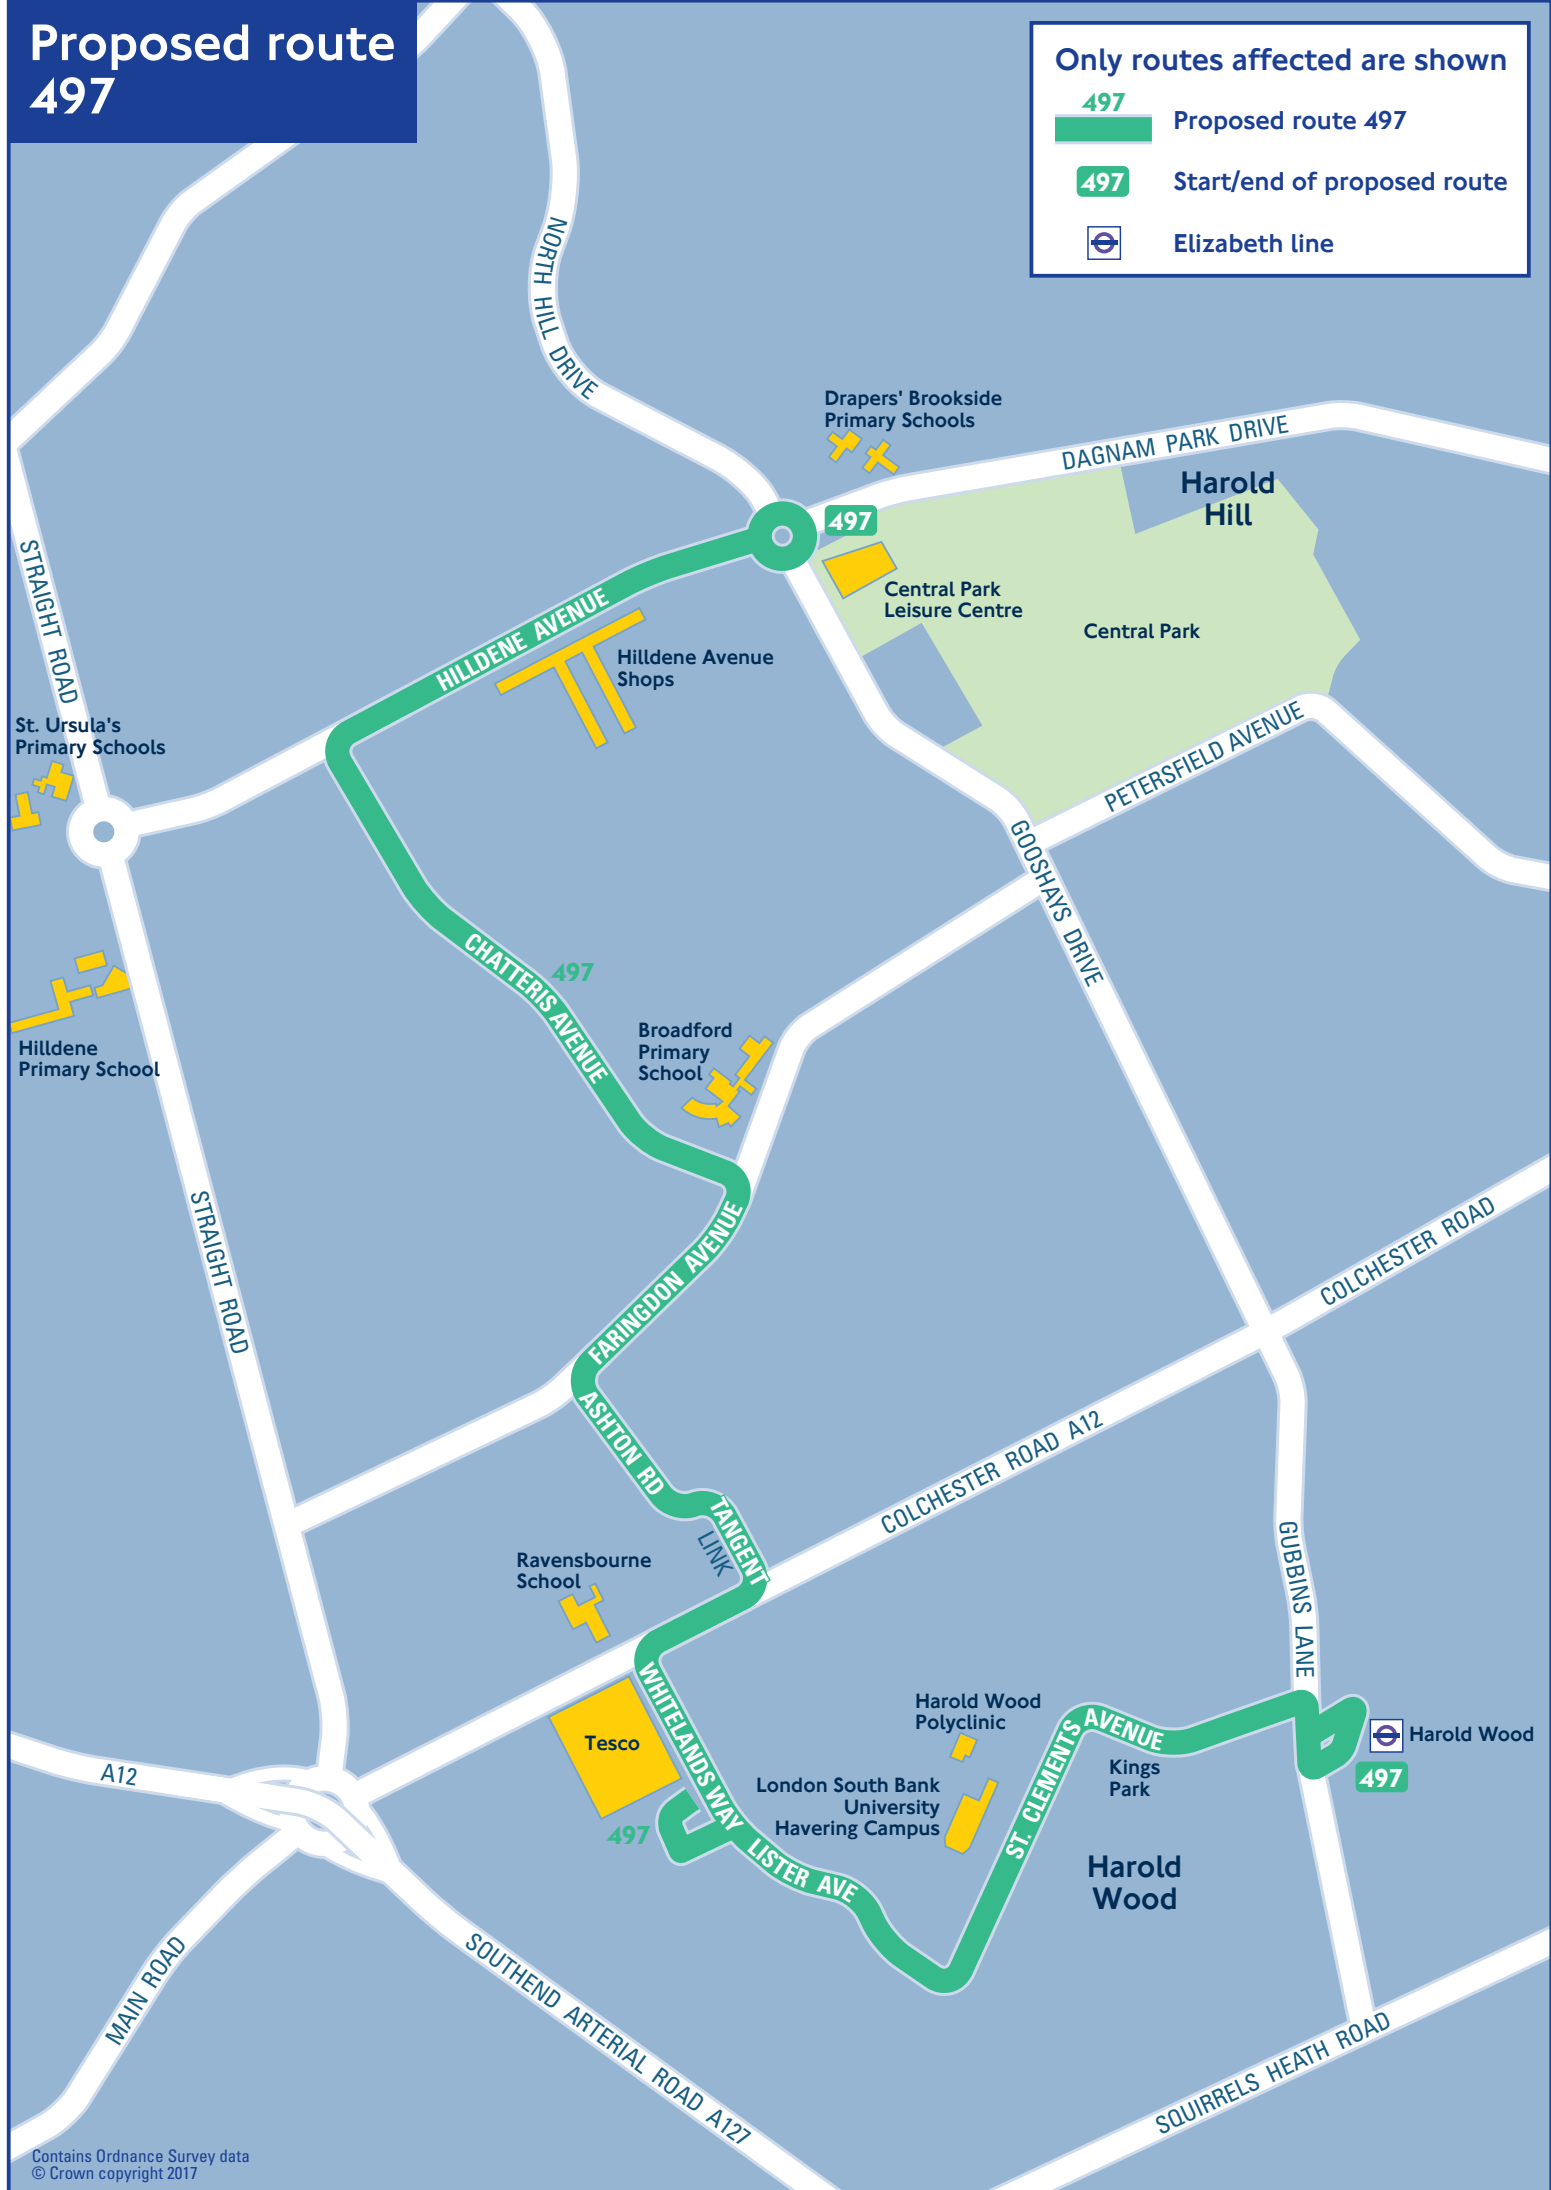 Proposed route
497
Only routes affected are shown
497
Proposed route 497
497
Start/end of proposed route
Elizabeth line
NORTH HILL DRIVE
Drapers' Brookside
Primary Schools
DAGNAM PARK DRIVE
Harold
Hill
497
Central Park
Leisure Centre
Central Park
STRAIGHT ROAD
HILLDENE AVENUE
Hilldene Avenue
Shops
St. Ursula's
Primary Schools
PETERSFIELD AVENUE
GOOSHAYS DRIVE
CHATTERIS AVENUE
497
Hilldene
Primary School
Broadford
Primary
School
STRAIGHT ROAD
FARINGDON AVENUE
COLCHESTER ROAD
ASHTON RD
TANGENT
LINK
COLCHESTER ROAD A12
Ravensbourne
School
GUBBINS LANE
WHITELANDS WAY
Tesco
Harold Wood
Polyclinic
ST. CLEMENTS AVENUE
Harold Wood
497
A12
Kings
Park
London South Bank
University
Havering Campus
497
LISTER AVE
Harold
Wood
MAIN ROAD
SOUTHEND ARTERIAL ROAD A127
SQUIRRELS HEATH ROAD
Contains Ordnance Survey data
© Crown copyright 2017